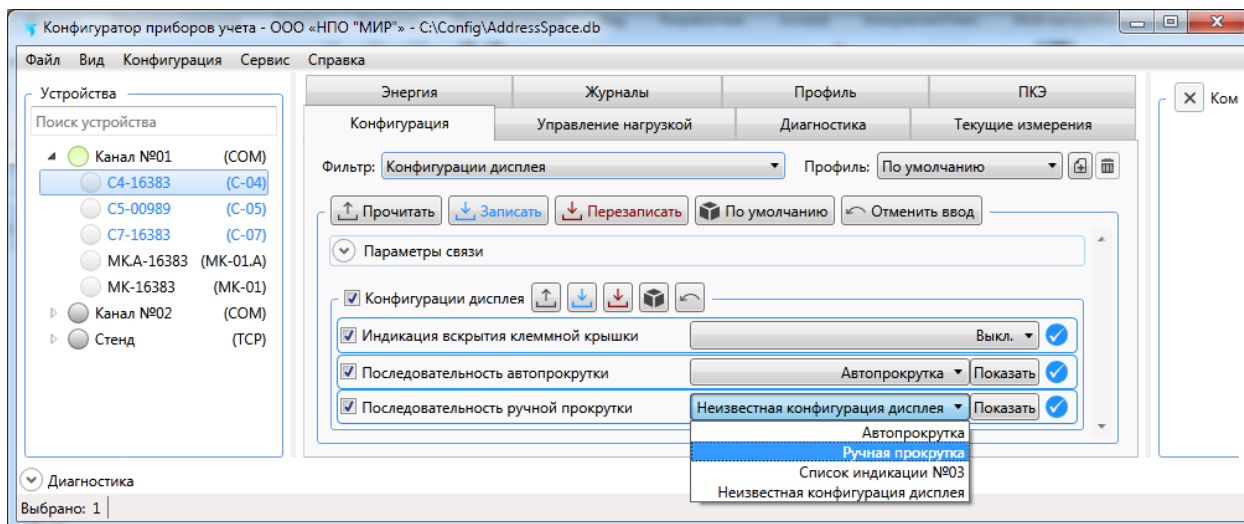 Конфигуратор приборов учета - ООО «НПО "МИР"» - C:\Config\AddressSpace.db
Файл Вид Конфигурация Сервис Справка
Устройства
Поиск устройства
Канал №01 (COM)
C4-16383 (C-04)
C5-00989 (C-05)
C7-16383 (C-07)
МК.А-16383 (МК-01.А)
МК-16383 (МК-01)
Канал №02 (COM)
Стенд (TCP)
Энергия Журналы Профиль ПКЭ
Конфигурация Управление нагрузкой Диагностика Текущие измерения
Фильтр: Конфигурации дисплея Профиль: По умолчанию
Прочитать Записать Перезаписать По умолчанию Отменить ввод
Параметры связи
Конфигурации дисплея
Индикация вскрытия клеммной крышки Выкл.
Последовательность автопрокрутки Автопрокрутка Показать
Последовательность ручной прокрутки Неизвестная конфигурация дисплея Показать
Автопрокрутка
Ручная прокрутка
Список индикации №03
Неизвестная конфигурация дисплея
Ком
Диагностика
Выбрано: 1